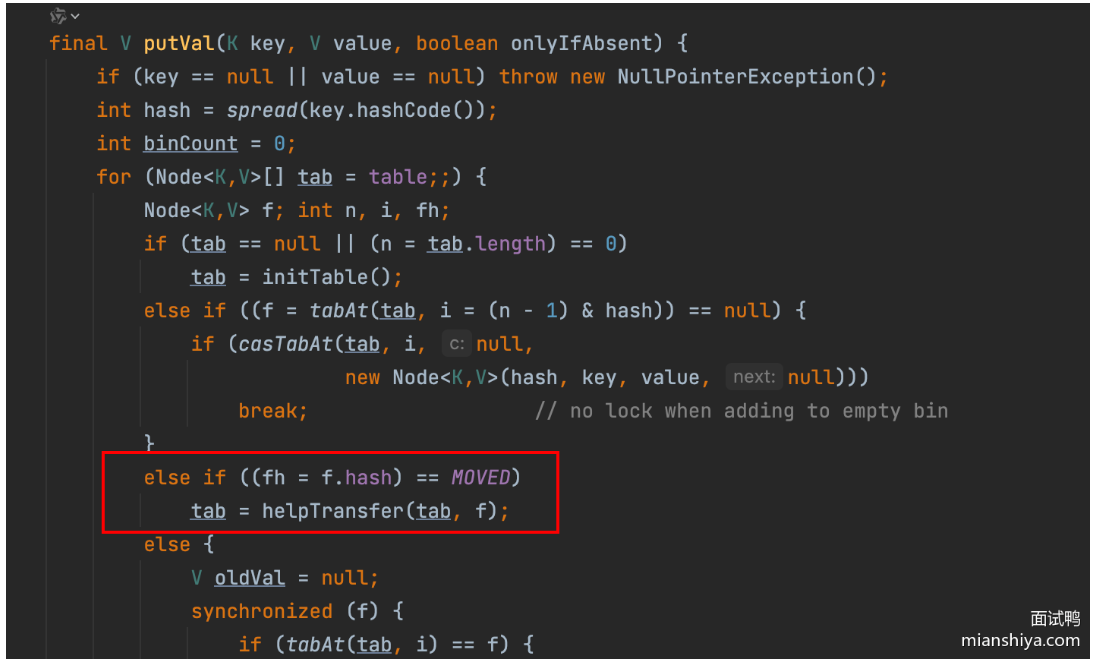 final V putVal(K key, V value, boolean onlyIfAbsent) {
if (key == null || value == null) throw new NullPointerException();
int hash = spread(key.hashCode());
int binCount = 0;
for (Node<K,V>[] tab = table;;) {
Node<K,V> f; int n, i, fh;
if (tab == null || (n = tab.length) == 0)
tab = initTable();
else if ((f = tabAt(tab, i = (n - 1) & hash)) == null) {
if (casTabAt(tab, i, c: null,
new Node<K,V>(hash, key, value, next: null)))
break; // no lock when adding to empty bin
}
else if ((fh = f.hash) == MOVED)
tab = helpTransfer(tab, f);
else {
V oldVal = null;
synchronized (f) {
if (tabAt(tab, i) == f) {
面试鸭
mianshiya.com